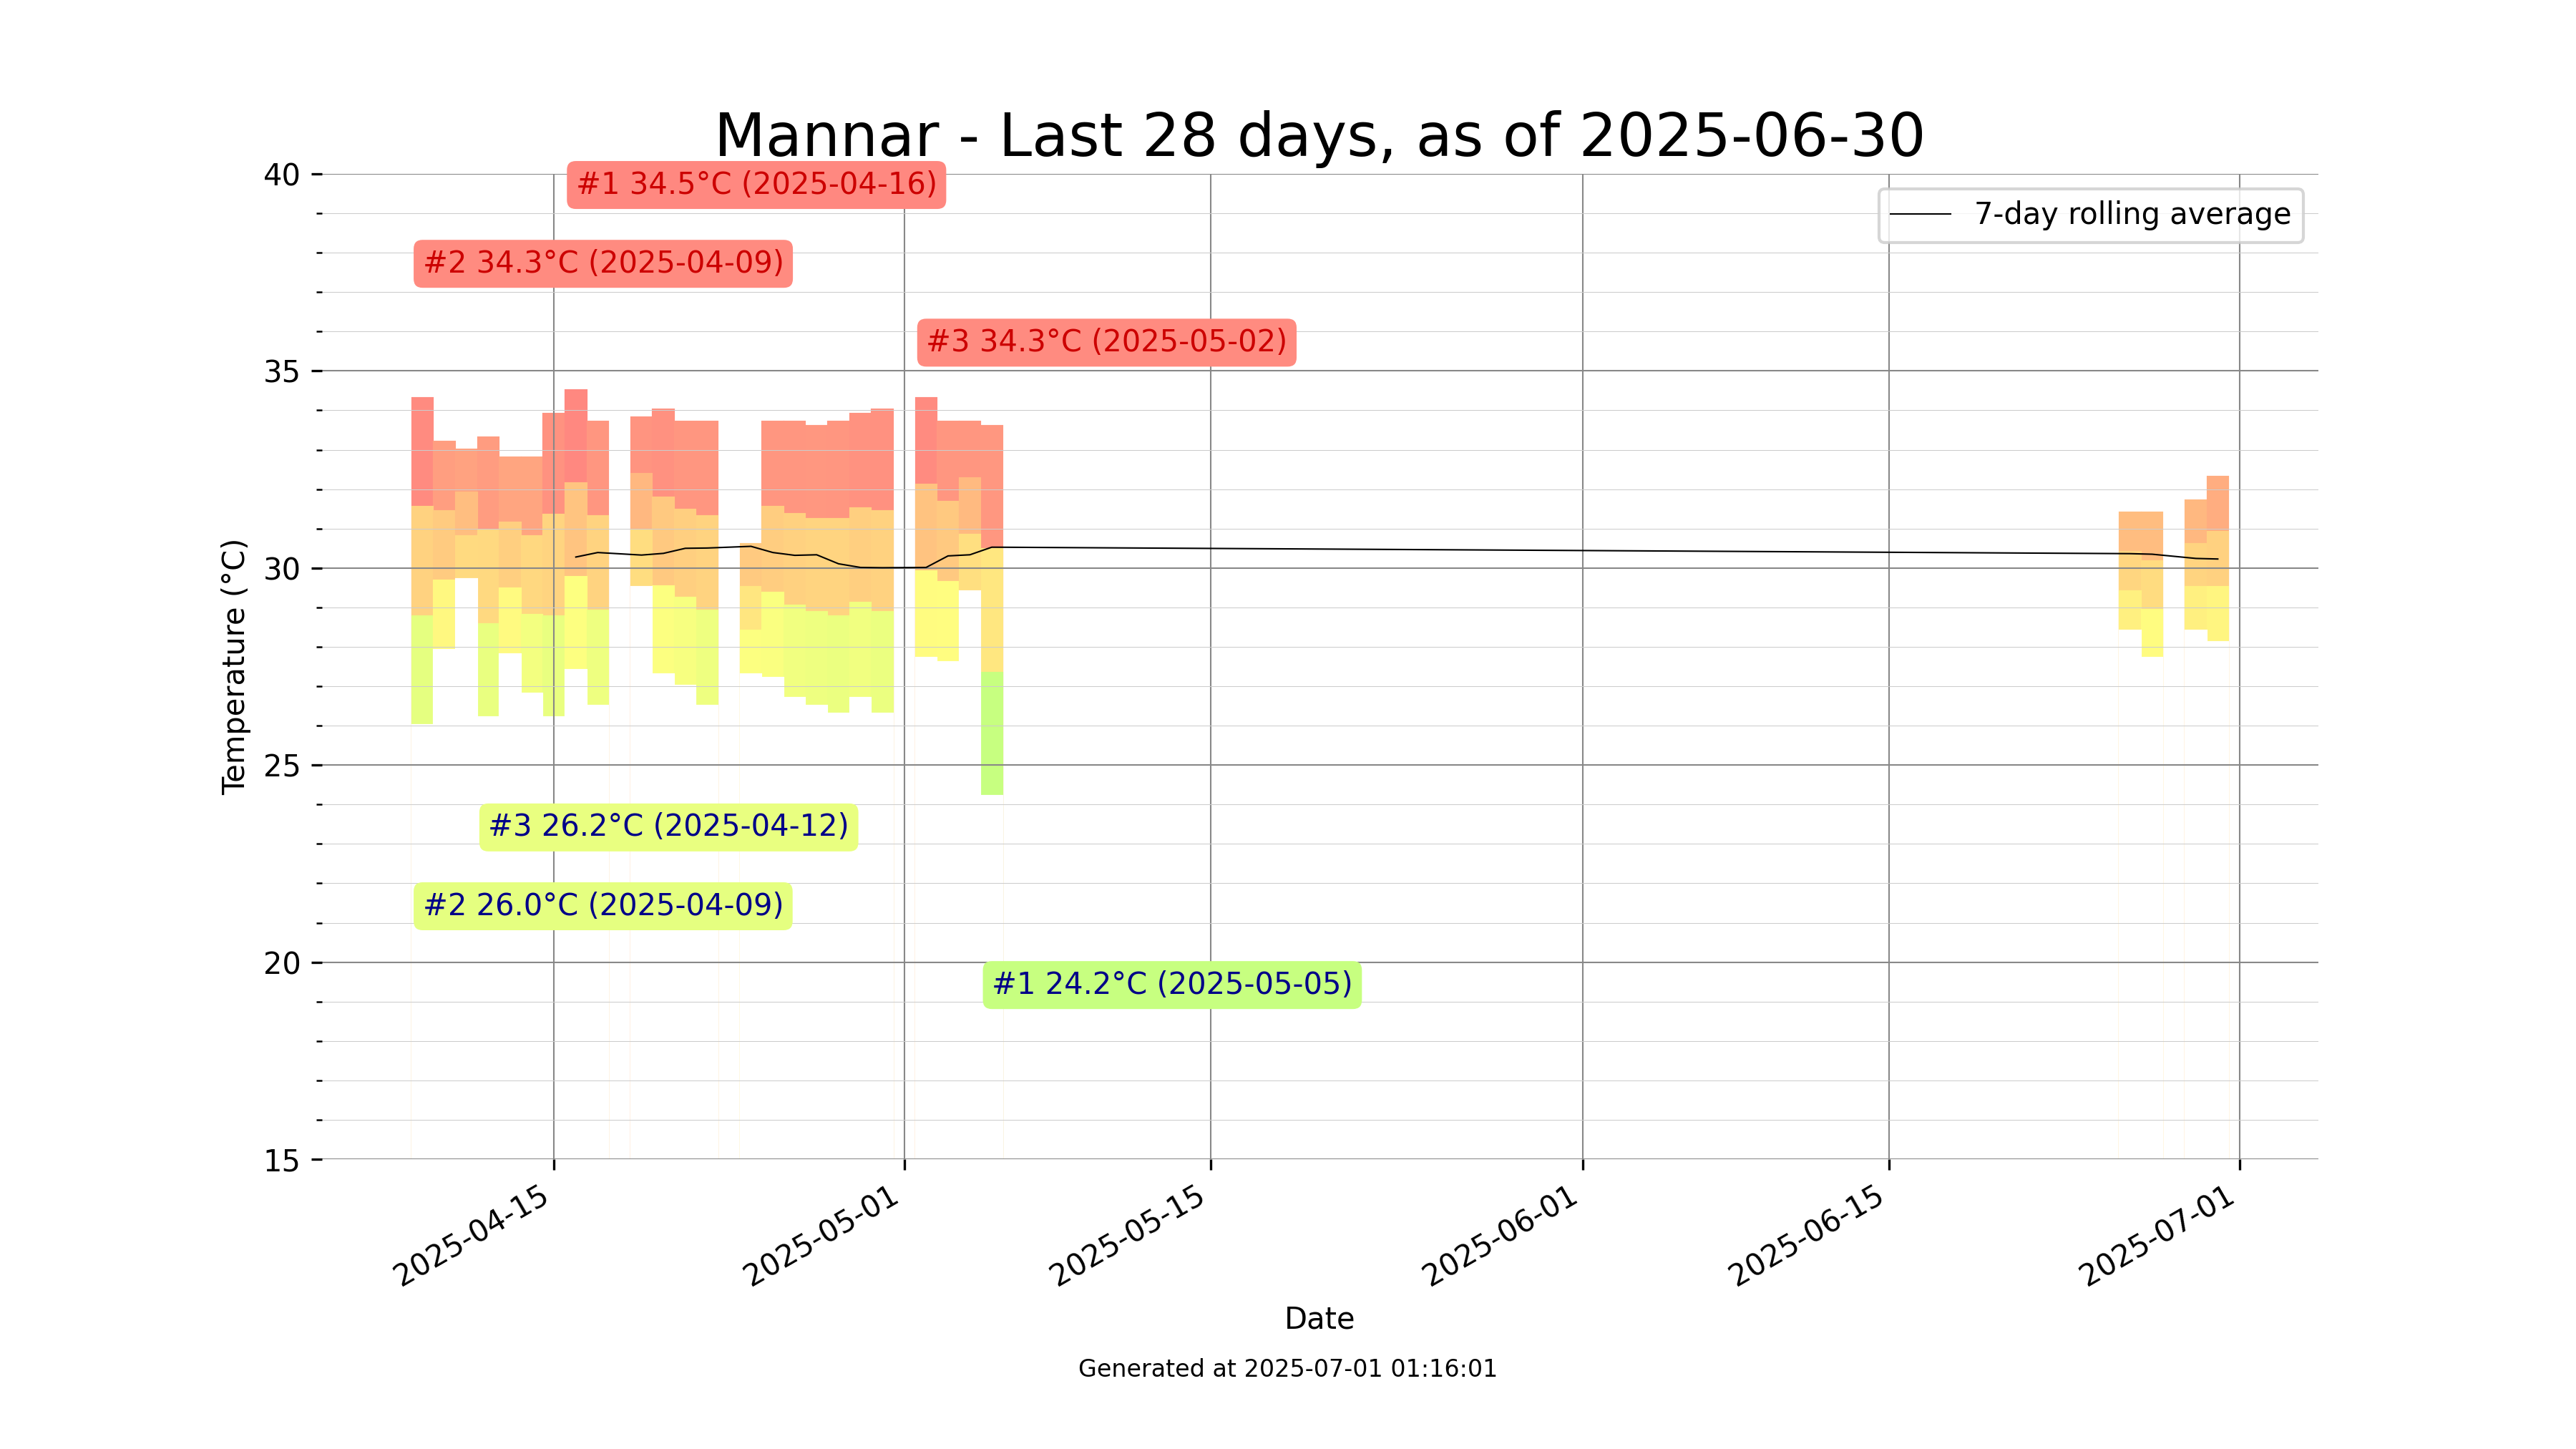 Mannar - Last 28 days, as of 2025-06-30
40
#1 34.5°C (2025-04-16)
7-day rolling average
#2 34.3°C (2025-04-09)
#3 34.3°C (2025-05-02)
35
30
Temperature (°C)
25
#3 26.2°C (2025-04-12)
#2 26.0°C (2025-04-09)
20
#1 24.2°C (2025-05-05)
15
2025-04-15
2025-05-01
2025-05-15
2025-06-01
2025-06-15
2025-07-01
Date
Generated at 2025-07-01 01:16:01